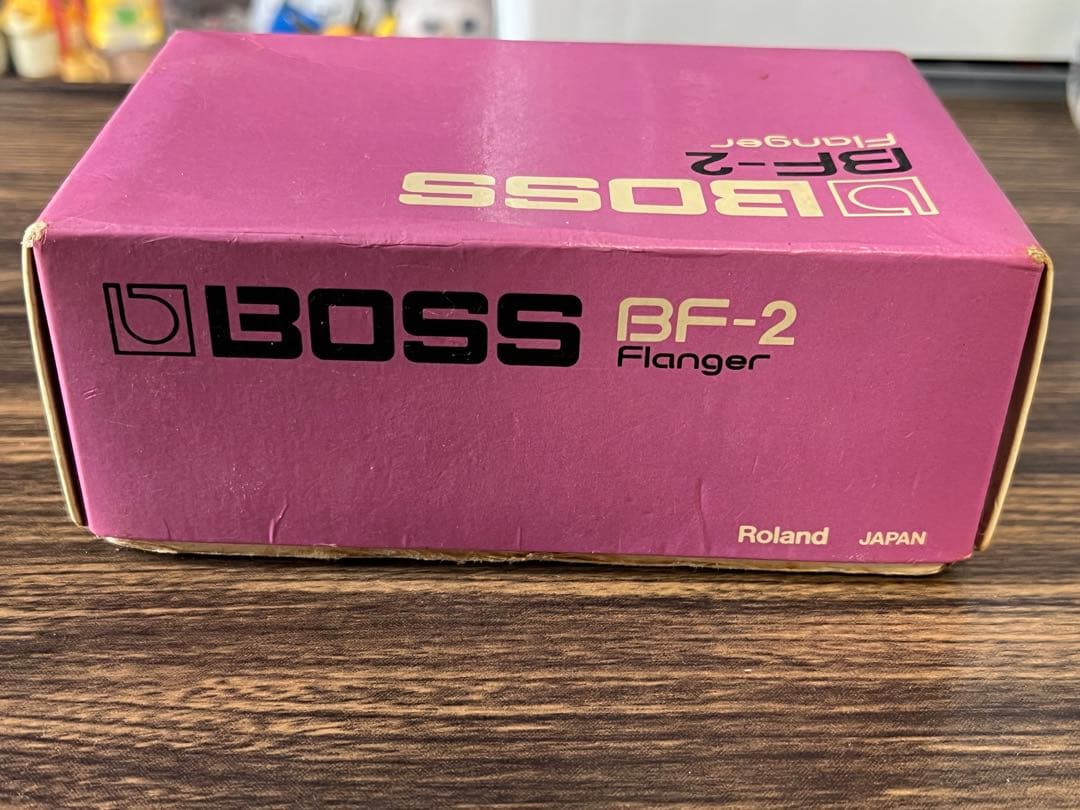 Flanger
BF-2
BOSS
BOSS BF-2
Flanger
Roland JAPAN